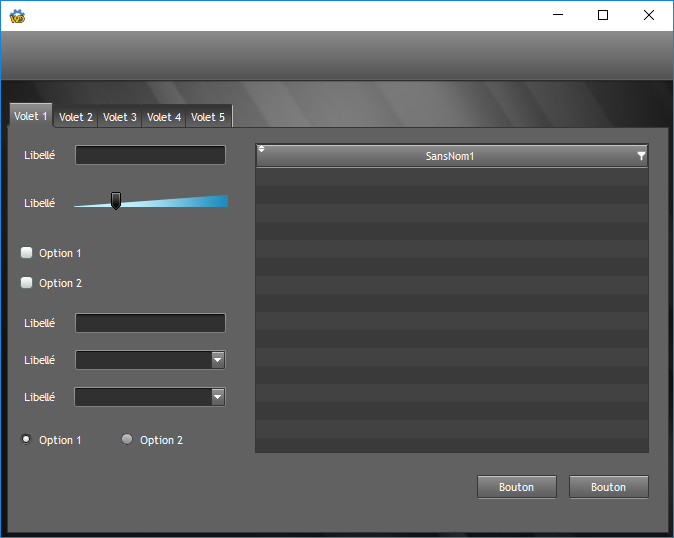 Volet 1 Volet 2 Volet 3 Volet 4 Volet 5
Libellé
SansNom1
Libellé
Option 1
Option 2
Libellé
Libellé
Libellé
Option 1 Option 2
Bouton Bouton